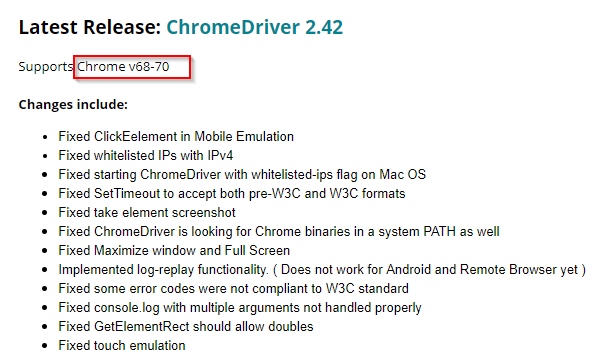 Latest Release: ChromeDriver 2.42
Supports Chrome v68-70
Changes include:
• Fixed ClickEelement in Mobile Emulation
• Fixed whitelisted IPs with IPv4
• Fixed starting ChromeDriver with whitelisted-ips flag on Mac OS
• Fixed SetTimeout to accept both pre-W3C and W3C formats
• Fixed take element screenshot
• Fixed ChromeDriver is looking for Chrome binaries in a system PATH as well
• Fixed Maximize window and Full Screen
• Implemented log-replay functionality. ( Does not work for Android and Remote Browser yet )
• Fixed some error codes were not compliant to W3C standard
• Fixed console.log with multiple arguments not handled properly
• Fixed GetElementRect should allow doubles
• Fixed touch emulation